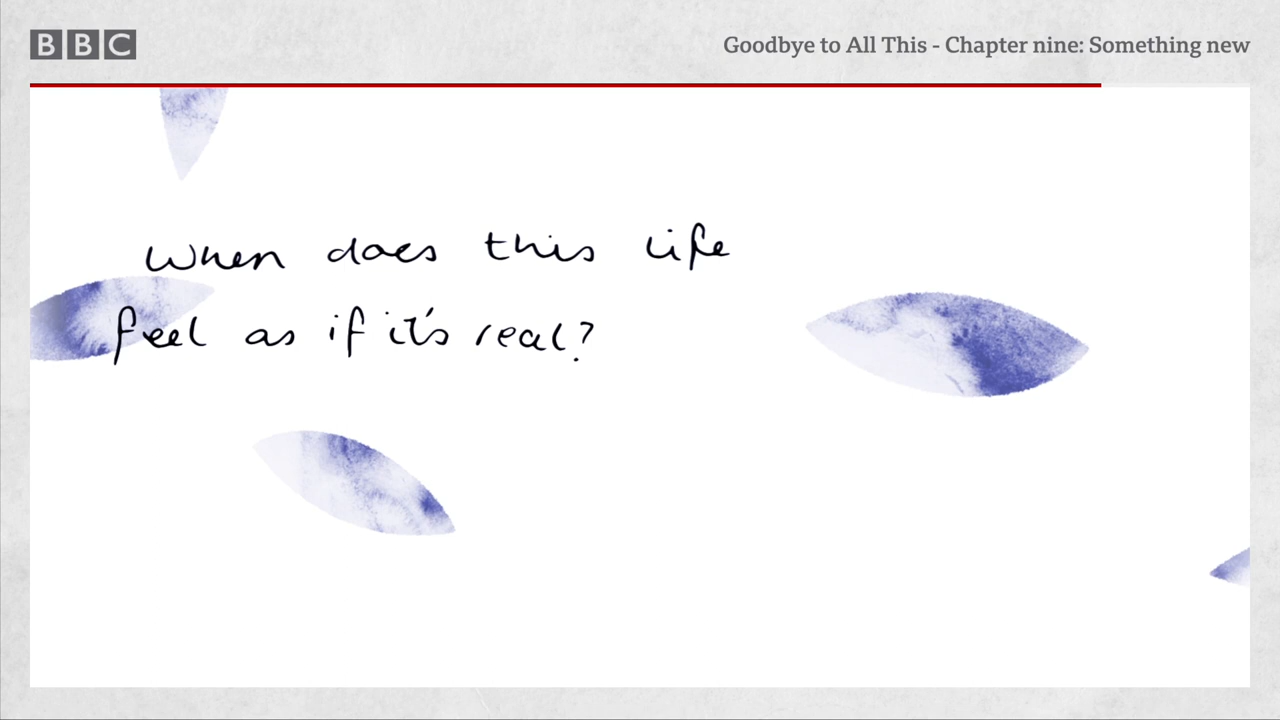 BBC
Goodbye to All This - Chapter nine: Something new
When does this life
feel as if it's real?